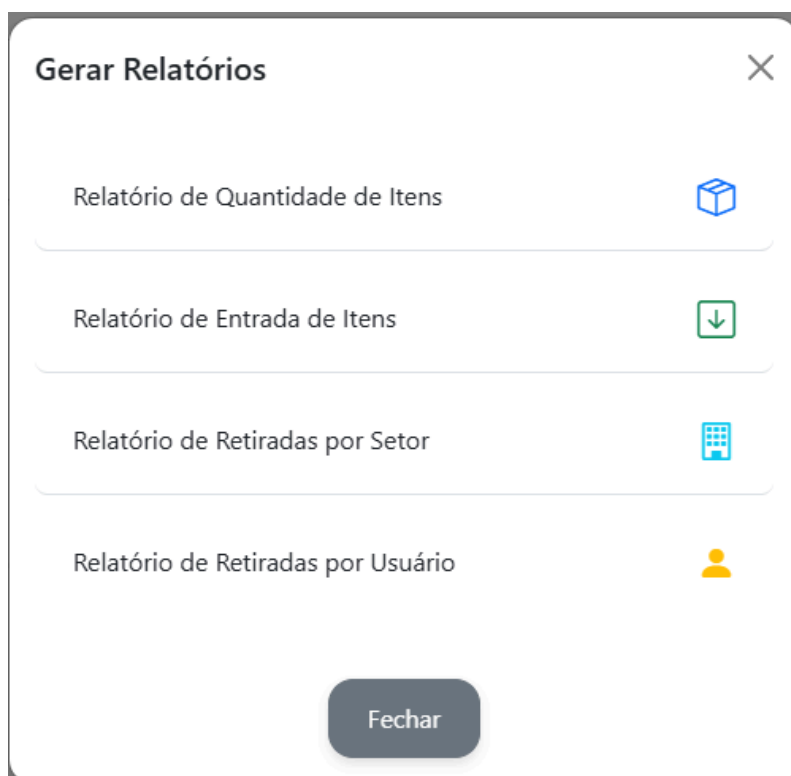 Gerar Relatórios
Relatório de Quantidade de Itens
Relatório de Entrada de Itens
Relatório de Retiradas por Setor
Relatório de Retiradas por Usuário
Fechar